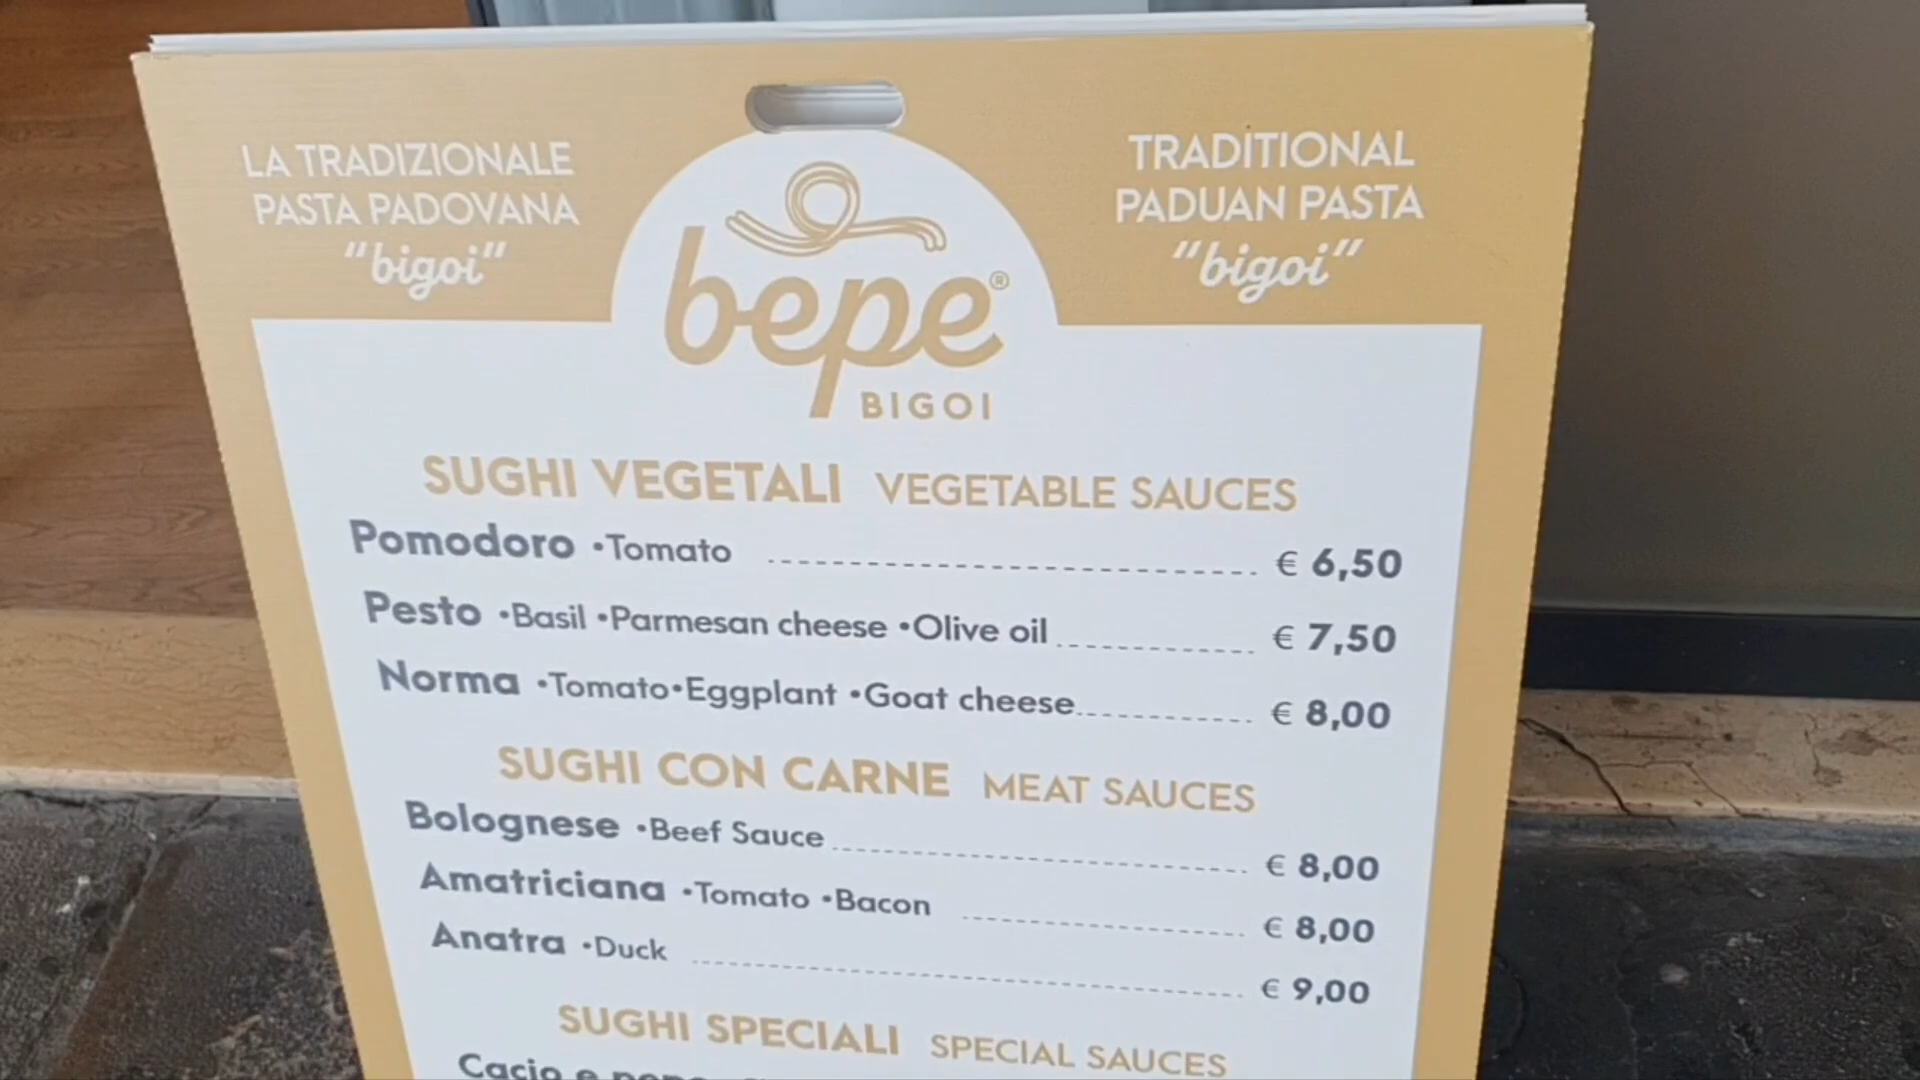 LA TRADIZIONALE
PASTA PADOVANA
"bigoi"
bepe®
BIGOI
TRADITIONAL
PADUAN PASTA
"bigoi"
SUGHI VEGETALI VEGETABLE SAUCES
Pomodoro •Tomato € 6,50
Pesto •Basil •Parmesan cheese •Olive oil € 7,50
Norma •Tomato•Eggplant •Goat cheese € 8,00
SUGHI CON CARNE MEAT SAUCES
Bolognese •Beef Sauce € 8,00
Amatriciana •Tomato •Bacon € 8,00
Anatra •Duck € 9,00
SUGHI SPECIALI SPECIAL SAUCES
Cacio e pepe